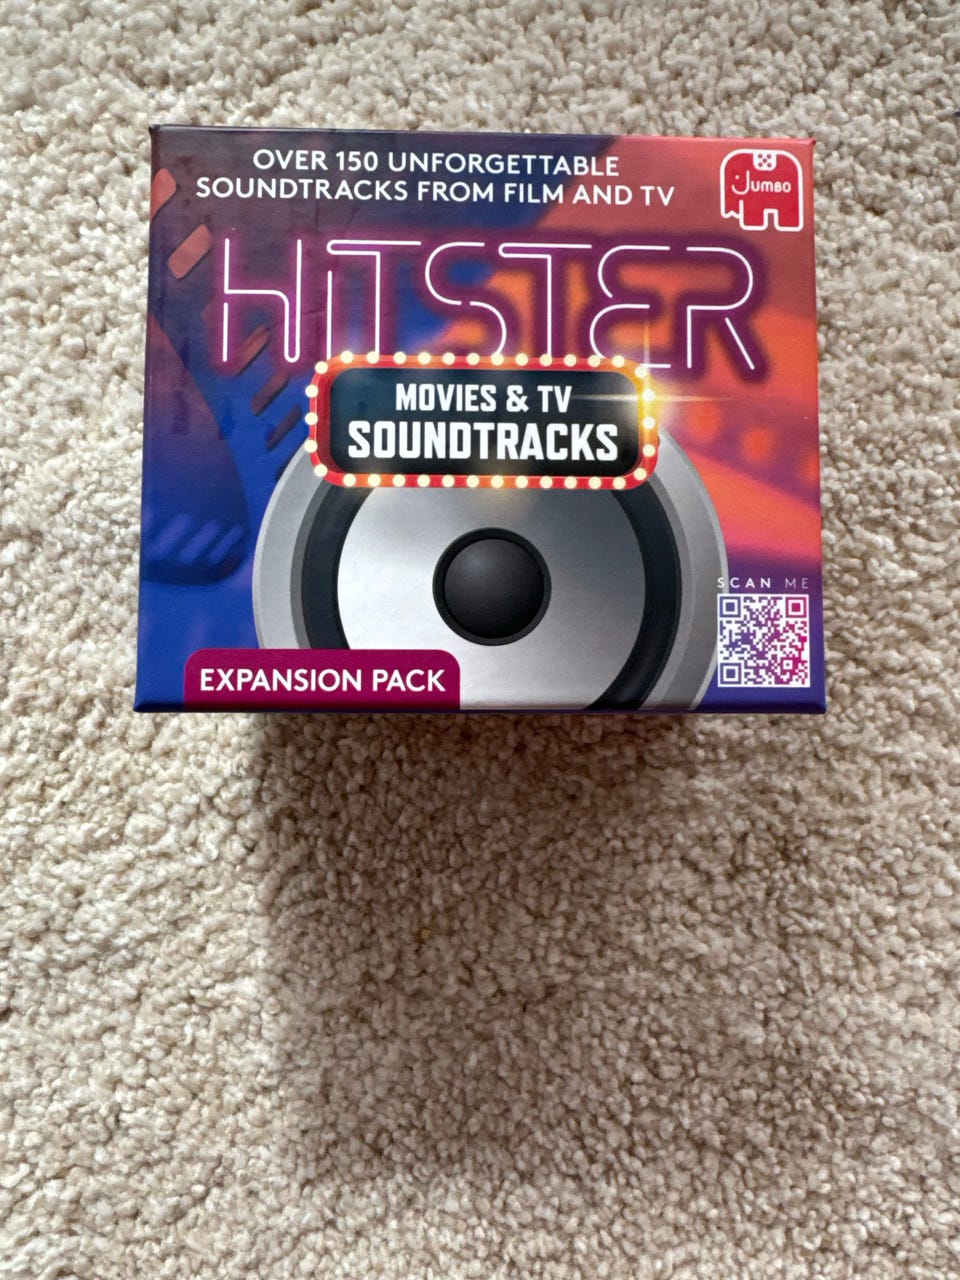 OVER 150 UNFORGETTABLE
SOUNDTRACKS FROM FILM AND TV
JUMBO
HITSTER
MOVIES & TV
SOUNDTRACKS
SCAN ME
EXPANSION PACK